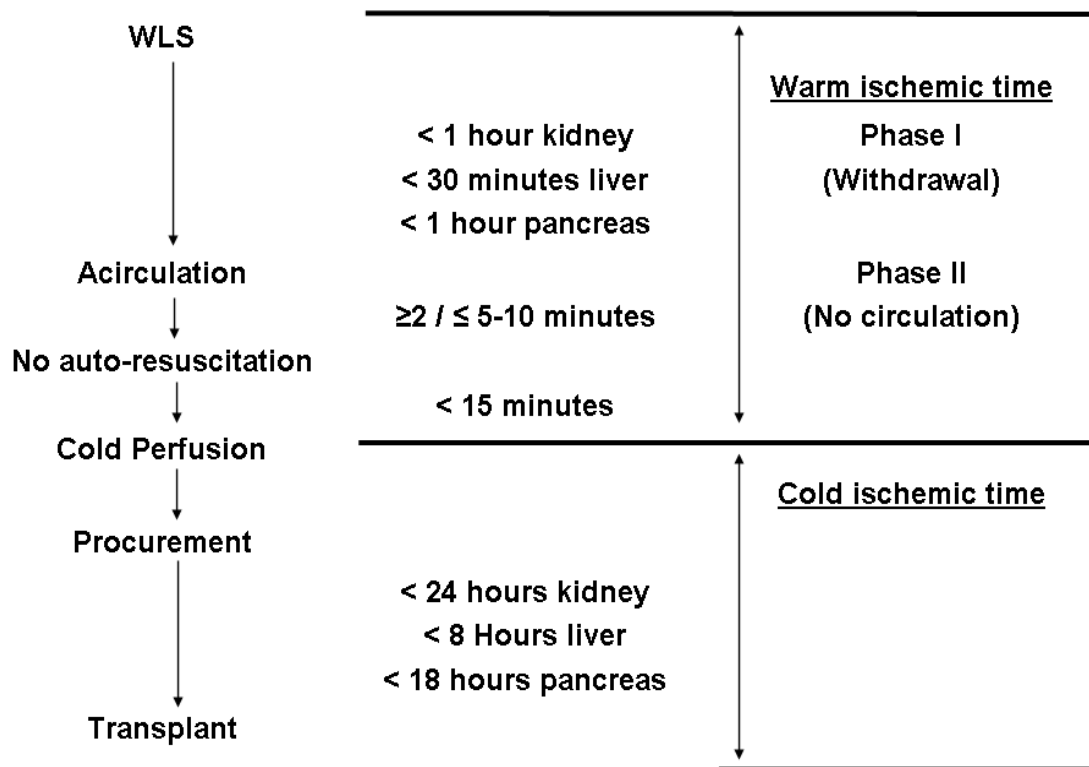 WLS
Warm ischemic time
< 1 hour kidney
Phase I
< 30 minutes liver
(Withdrawal)
< 1 hour pancreas
Acirculation
Phase II
≥2 / ≤ 5-10 minutes
(No circulation)
No auto-resuscitation
< 15 minutes
Cold Perfusion
Cold ischemic time
Procurement
< 24 hours kidney
< 8 Hours liver
< 18 hours pancreas
Transplant